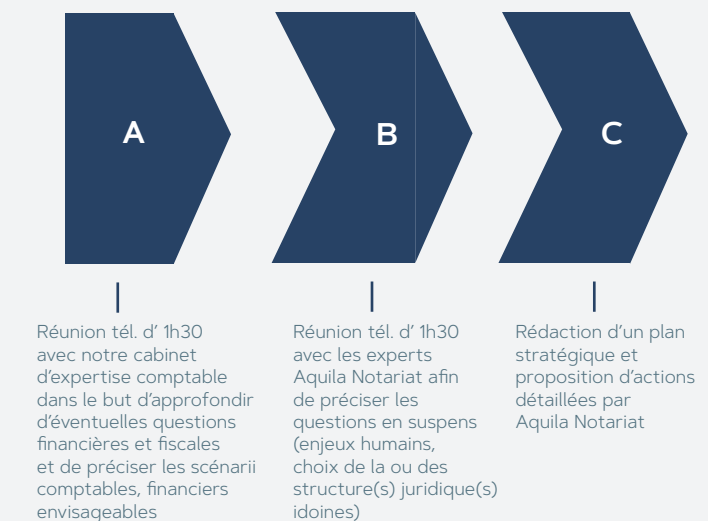 A
B
C
Réunion tél. d’ 1h30
avec notre cabinet
d’expertise comptable
dans le but d’approfondir
d’éventuelles questions
financières et fiscales
et de préciser les scénarii
comptables, financiers
envisageables
Réunion tél. d’ 1h30
avec les experts
Aquila Notariat afin
de préciser les
questions en suspens
(enjeux humains,
choix de la ou des
structure(s) juridique(s)
idoines)
Rédaction d’un plan
stratégique et
proposition d’actions
détaillées par
Aquila Notariat